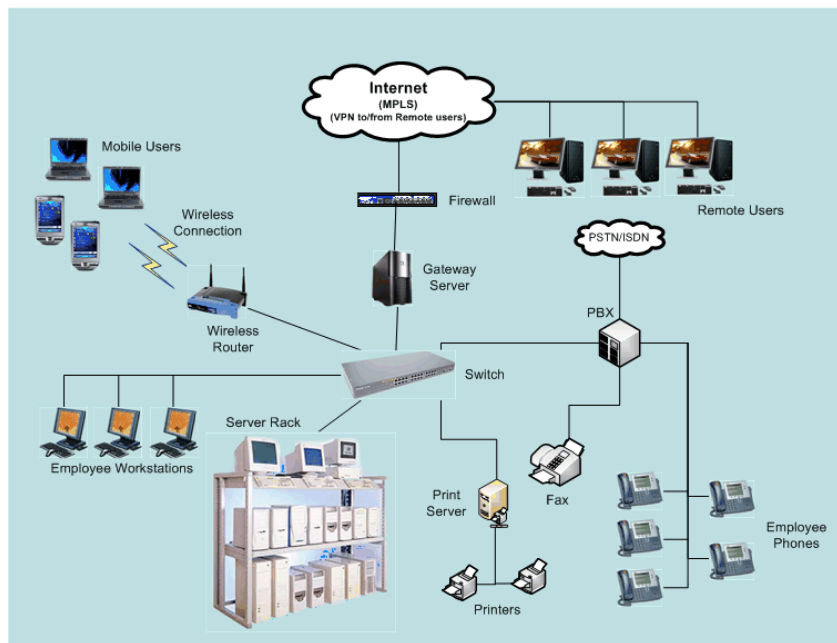 Internet
(MPLS)
(VPN to/from Remote users)
Mobile Users
Wireless
Connection
Firewall
Remote Users
PSTN/ISDN
Gateway
Server
PBX
Wireless
Router
Switch
Server Rack
Employee Workstations
Print
Server
Fax
Employee
Phones
Printers